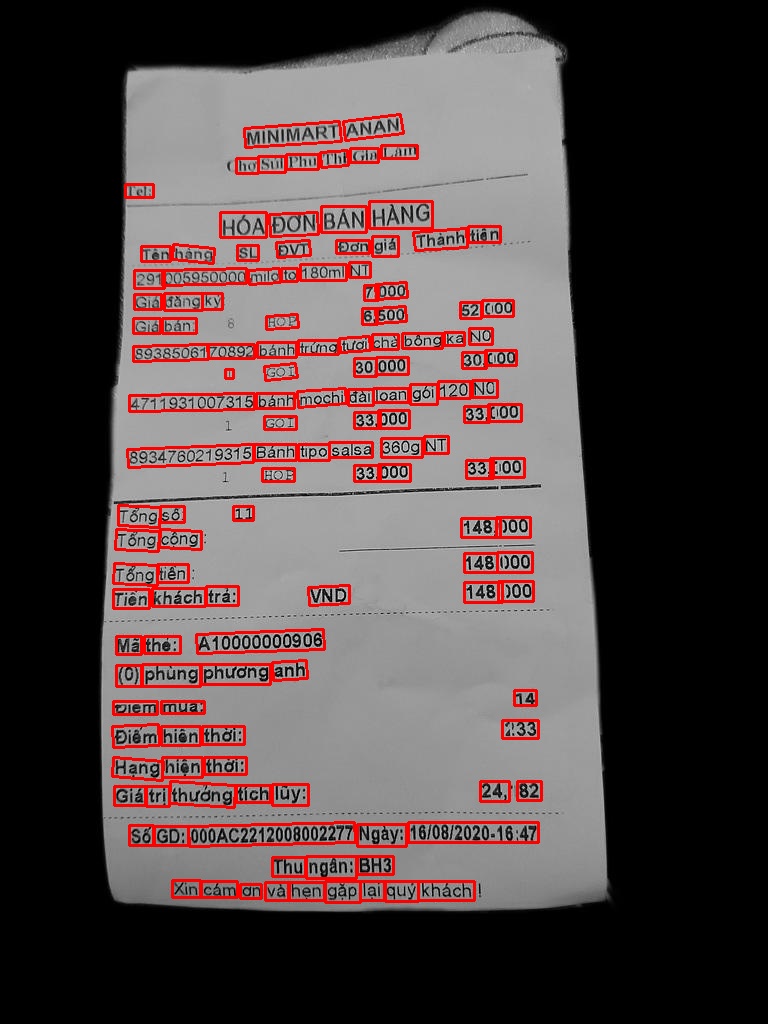 MINIMART ANAN
Chợ Sủi Phú Thị Gia Lâm
Tel:
HÓA ĐƠN BÁN HÀNG
Tên hàng SL ĐVT Đơn giá Thành tiền
291005950000 milo to 180ml NT
Giá đăng ký 7,000
Giá bán: 8 HOP 6,500 52,000
8938506170892 bánh trứng tươi chà bông ka N0
GOI 30,000 30,000
4711931007315 bánh mochi đài loan gói 120 N0
1 GOI 33,000 33,000
8934760219315 Bánh tipo salsa 360g NT
1 HOP 33,000 33,000
Tổng số 11
Tổng cộng: 148,000
Tổng tiền: 148,000
Tiền khách trả: VND 148,000
Mã thẻ: A10000000906
(0) phùng phương anh
Điểm mua: 14
Điểm hiện thời: 233
Hạng hiện thời:
Giá trị thưởng tích lũy: 24, 82
Số GD: 000AC2212008002277 Ngày: 16/08/2020-16:47
Thu ngân: BH3
Xin cám ơn và hẹn gặp lại quý khách!